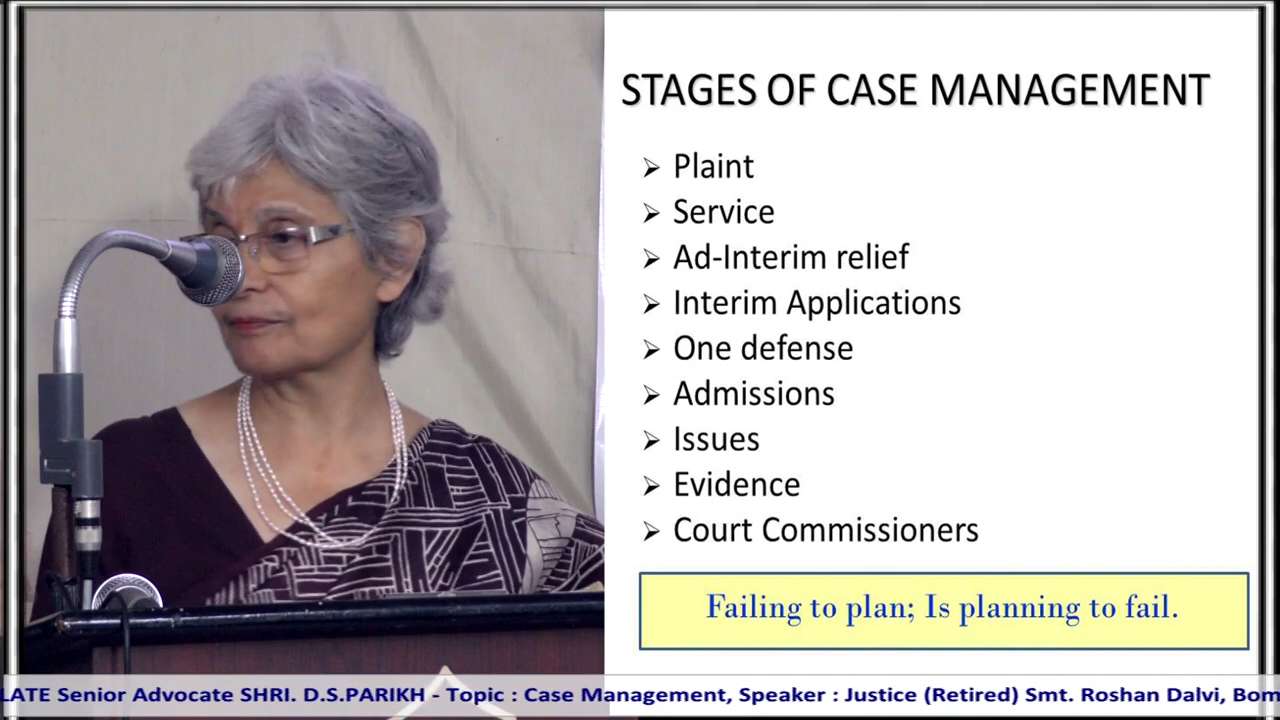 STAGES OF CASE MANAGEMENT
Plaint
Service
Ad-Interim relief
Interim Applications
One defense
Admissions
Issues
Evidence
Court Commissioners
Failing to plan; Is planning to fail.
LATE Senior Advocate SHRI. D.S.PARIKH - Topic : Case Management, Speaker : Justice (Retired) Smt. Roshan Dalvi, Bom